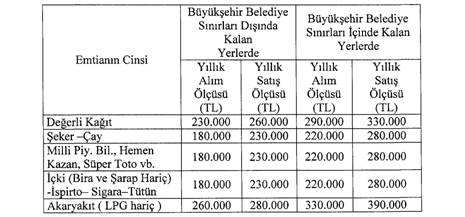 Emtianın Cinsi
Büyükşehir Belediye
Sınırları Dışında
Kalan
Yerlerde
Büyükşehir Belediye
Sınırları İçinde Kalan
Yerlerde
Yıllık
Alım
Ölçüsü
(TL)
Yıllık
Satış
Ölçüsü
(TL)
Yıllık
Alım
Ölçüsü
(TL)
Yıllık
Satış
Ölçüsü
(TL)
Değerli Kağıt 230.000 260.000 290.000 330.000
Şeker –Çay 180.000 230.000 220.000 280.000
Milli Piy. Bil., Hemen
Kazan, Süper Toto vb. 180.000 230.000 220.000 280.000
İçki (Bira ve Şarap Hariç)
-İspirto– Sigara–Tütün 180.000 230.000 220.000 280.000
Akaryakıt ( LPG hariç ) 260.000 280.000 330.000 390.000